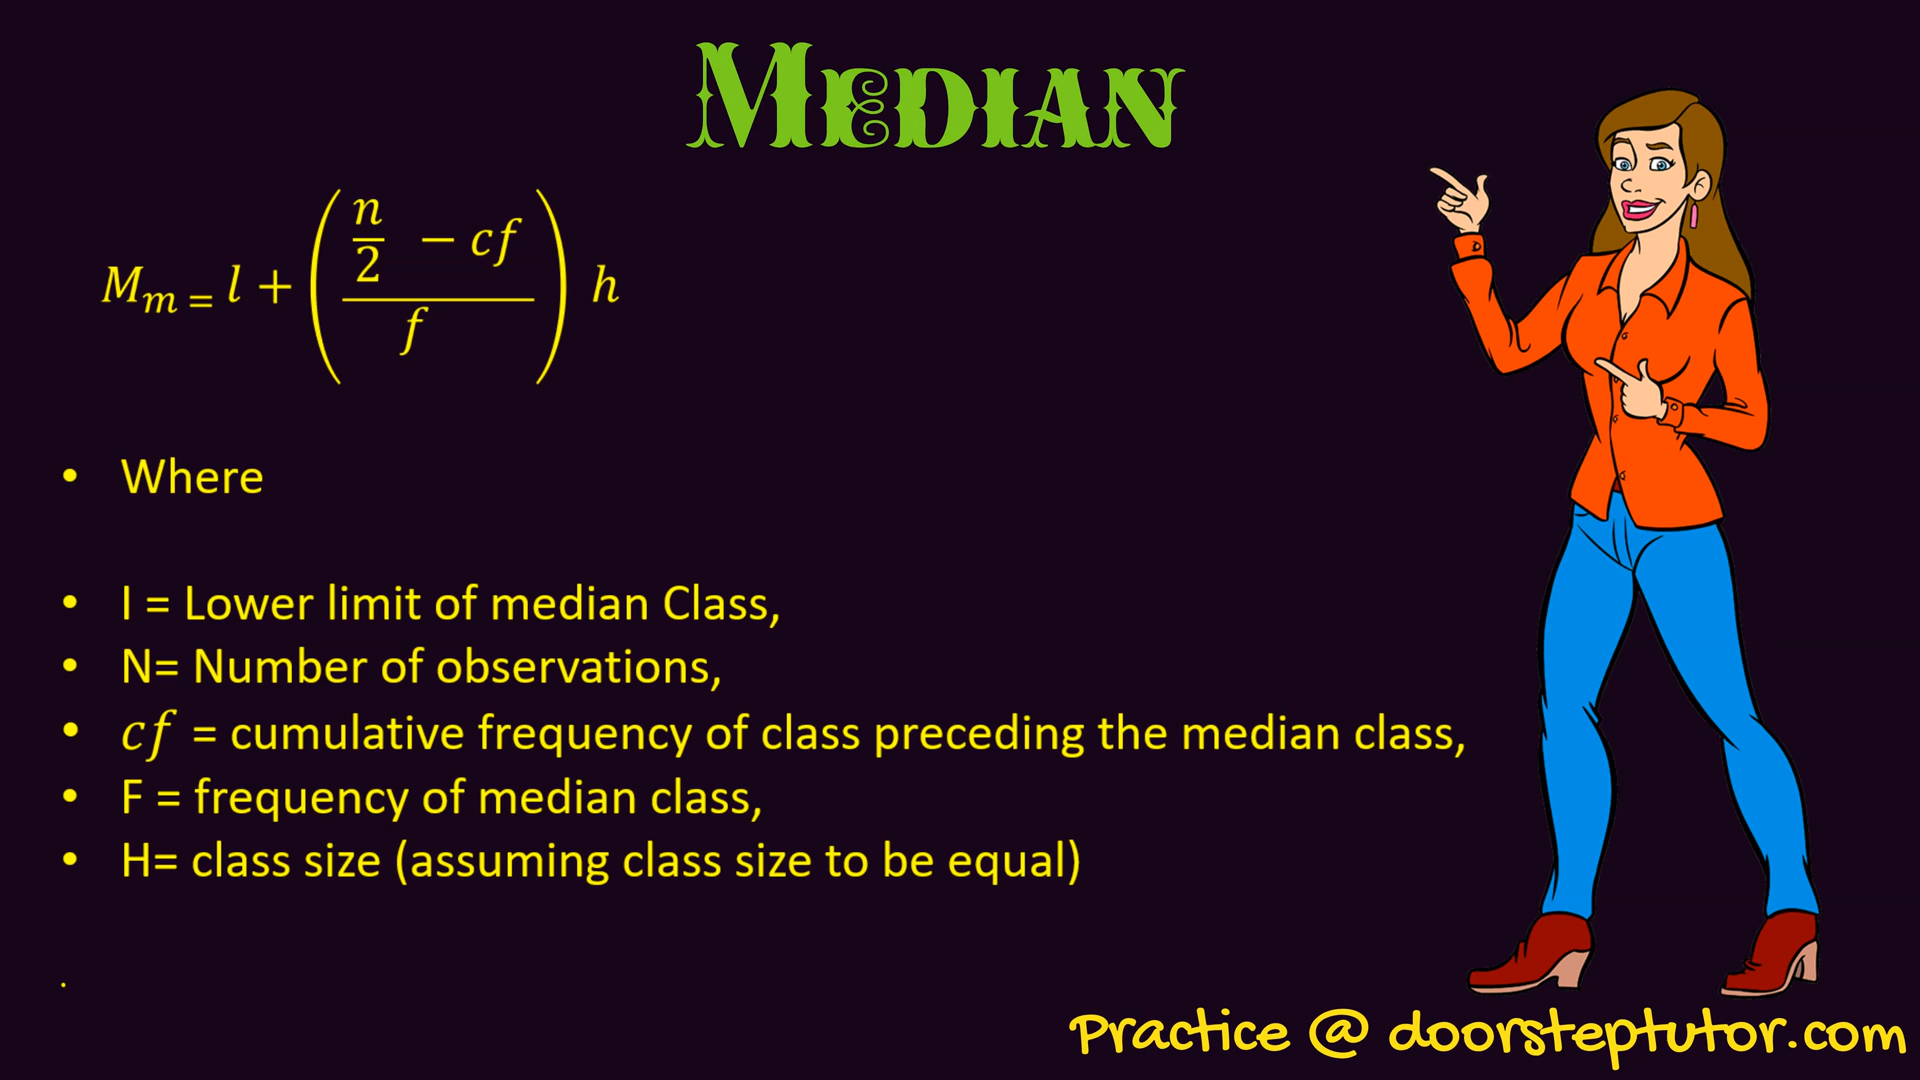 MEDIAN
M_m = l + ( (n/2 − cf) / f ) h
• Where
• l = Lower limit of median Class,
• N= Number of observations,
• cf = cumulative frequency of class preceding the median class,
• F = frequency of median class,
• H= class size (assuming class size to be equal)
.
Practice @ doorsteptutor.com